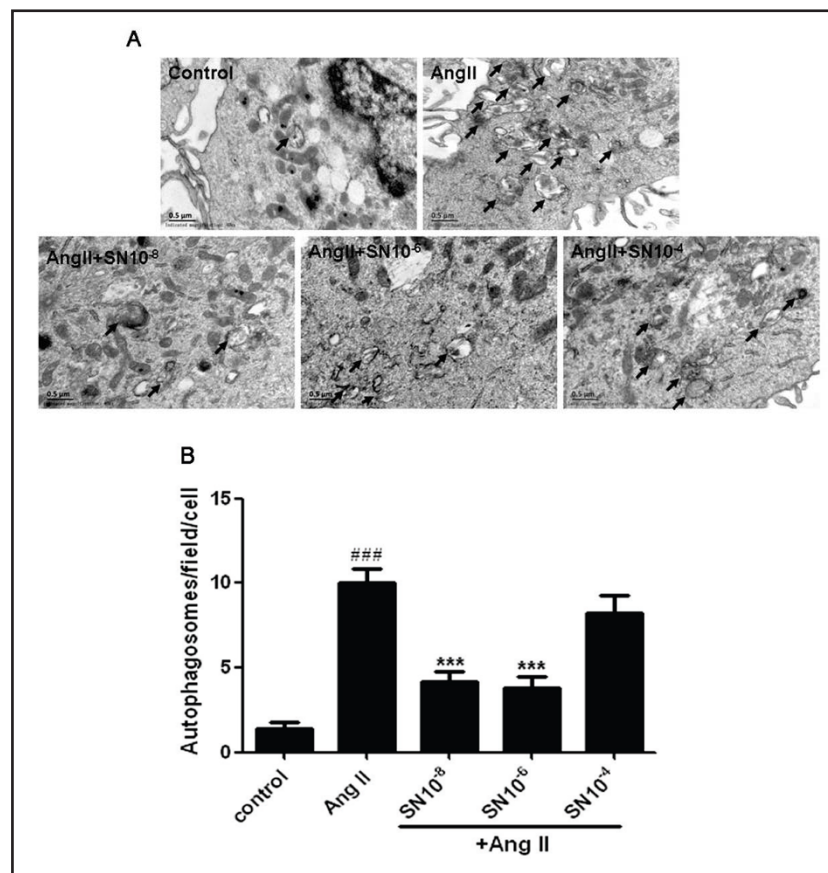 A
Control
AngII
0.5 µm
0.5 µm
AngII+SN10⁻⁸
AngII+SN10⁻⁶
AngII+SN10⁻⁴
0.5 µm
0.5 µm
0.5 µm
B
Autophagosomes/field/cell
15
10
5
0
###
***
***
control
Ang II
SN10⁻⁸
SN10⁻⁶
SN10⁻⁴
+Ang II